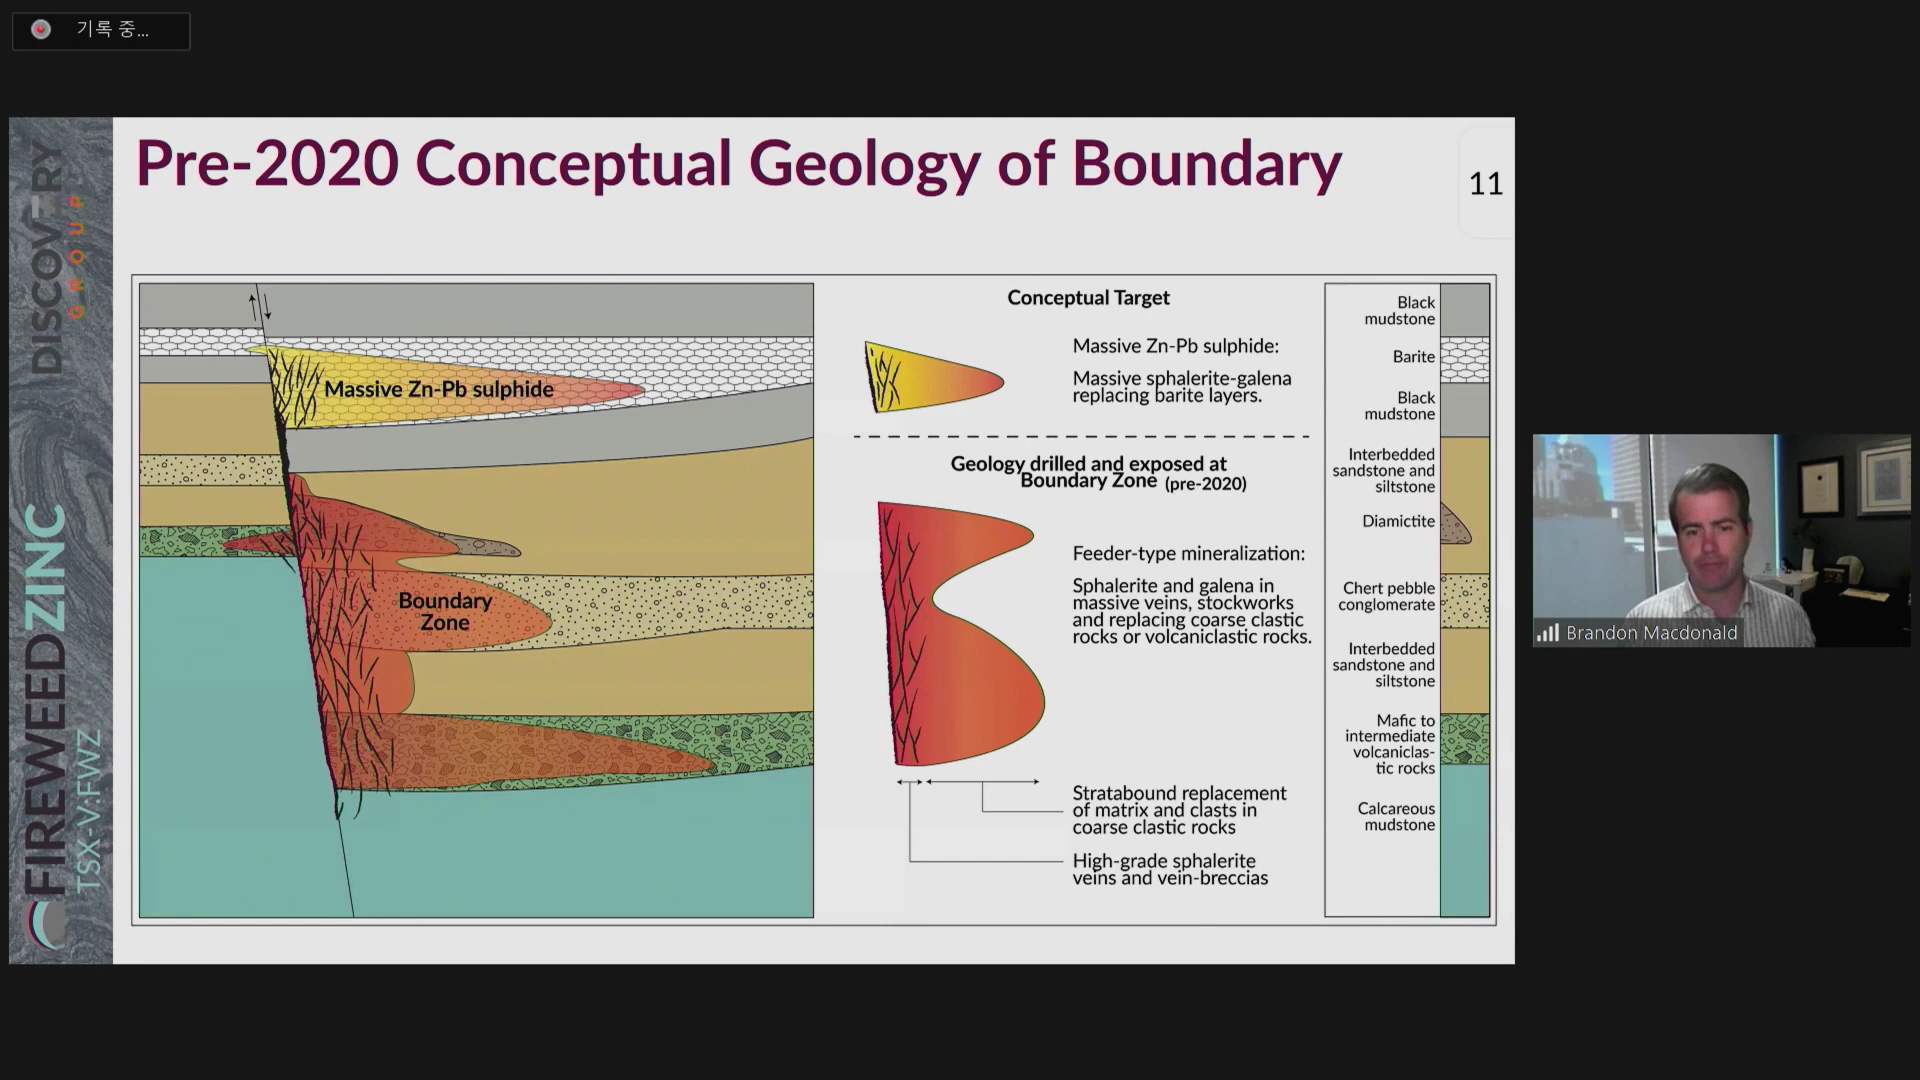 기록 중...
DISCOVERY
GROUP
FIREWEEDZINC
TSX-V:FWZ
Pre-2020 Conceptual Geology of Boundary
11
Massive Zn-Pb sulphide
Boundary
Zone
Conceptual Target
Massive Zn-Pb sulphide:
Massive sphalerite-galena
replacing barite layers.
Geology drilled and exposed at
Boundary Zone (pre-2020)
Feeder-type mineralization:
Sphalerite and galena in
massive veins, stockworks
and replacing coarse clastic
rocks or volcaniclastic rocks.
Stratabound replacement
of matrix and clasts in
coarse clastic rocks
High-grade sphalerite
veins and vein-breccias
Black
mudstone
Barite
Black
mudstone
Interbedded
sandstone and
siltstone
Diamictite
Chert pebble
conglomerate
Interbedded
sandstone and
siltstone
Mafic to
intermediate
volcaniclas-
tic rocks
Calcareous
mudstone
Brandon Macdonald